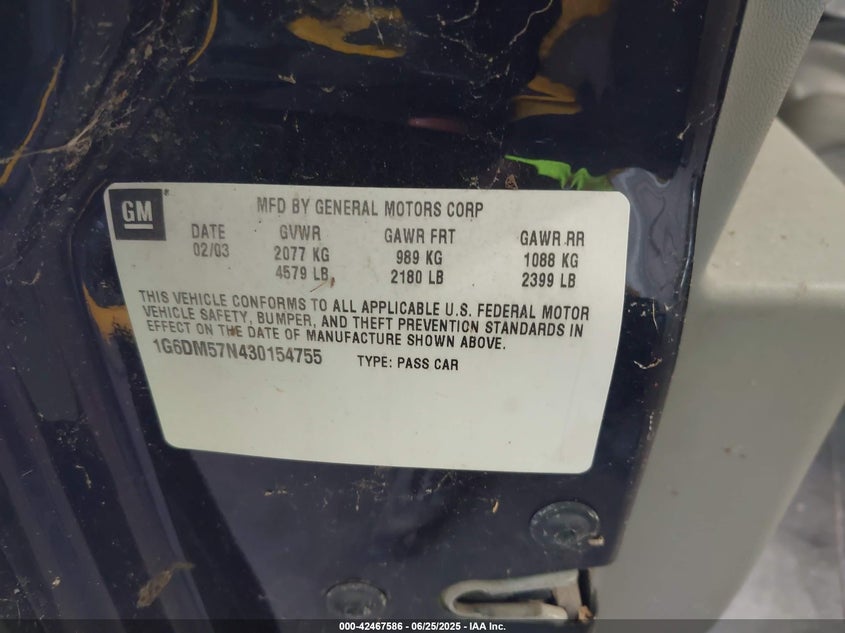 GM
MFD BY GENERAL MOTORS CORP
DATE GVWR GAWR FRT GAWR RR
02/03 2077 KG 989 KG 1088 KG
4579 LB 2180 LB 2399 LB
THIS VEHICLE CONFORMS TO ALL APPLICABLE U.S. FEDERAL MOTOR
VEHICLE SAFETY, BUMPER, AND THEFT PREVENTION STANDARDS IN
EFFECT ON THE DATE OF MANUFACTURE SHOWN ABOVE.
1G6DM57N430154755 TYPE: PASS CAR
000-42467586 - 06/25/2025 - IAA Inc.